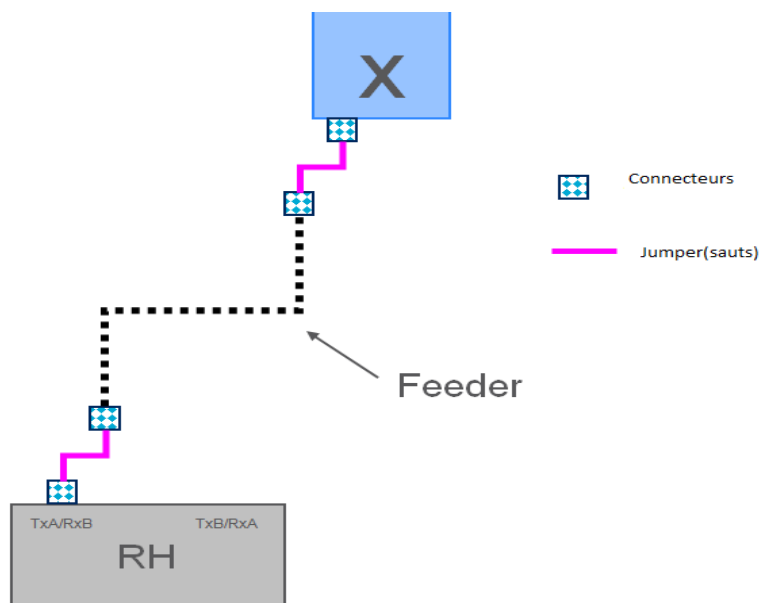 X
Connecteurs
Jumper(sauts)
Feeder
TxA/RxB TxB/RxA
RH